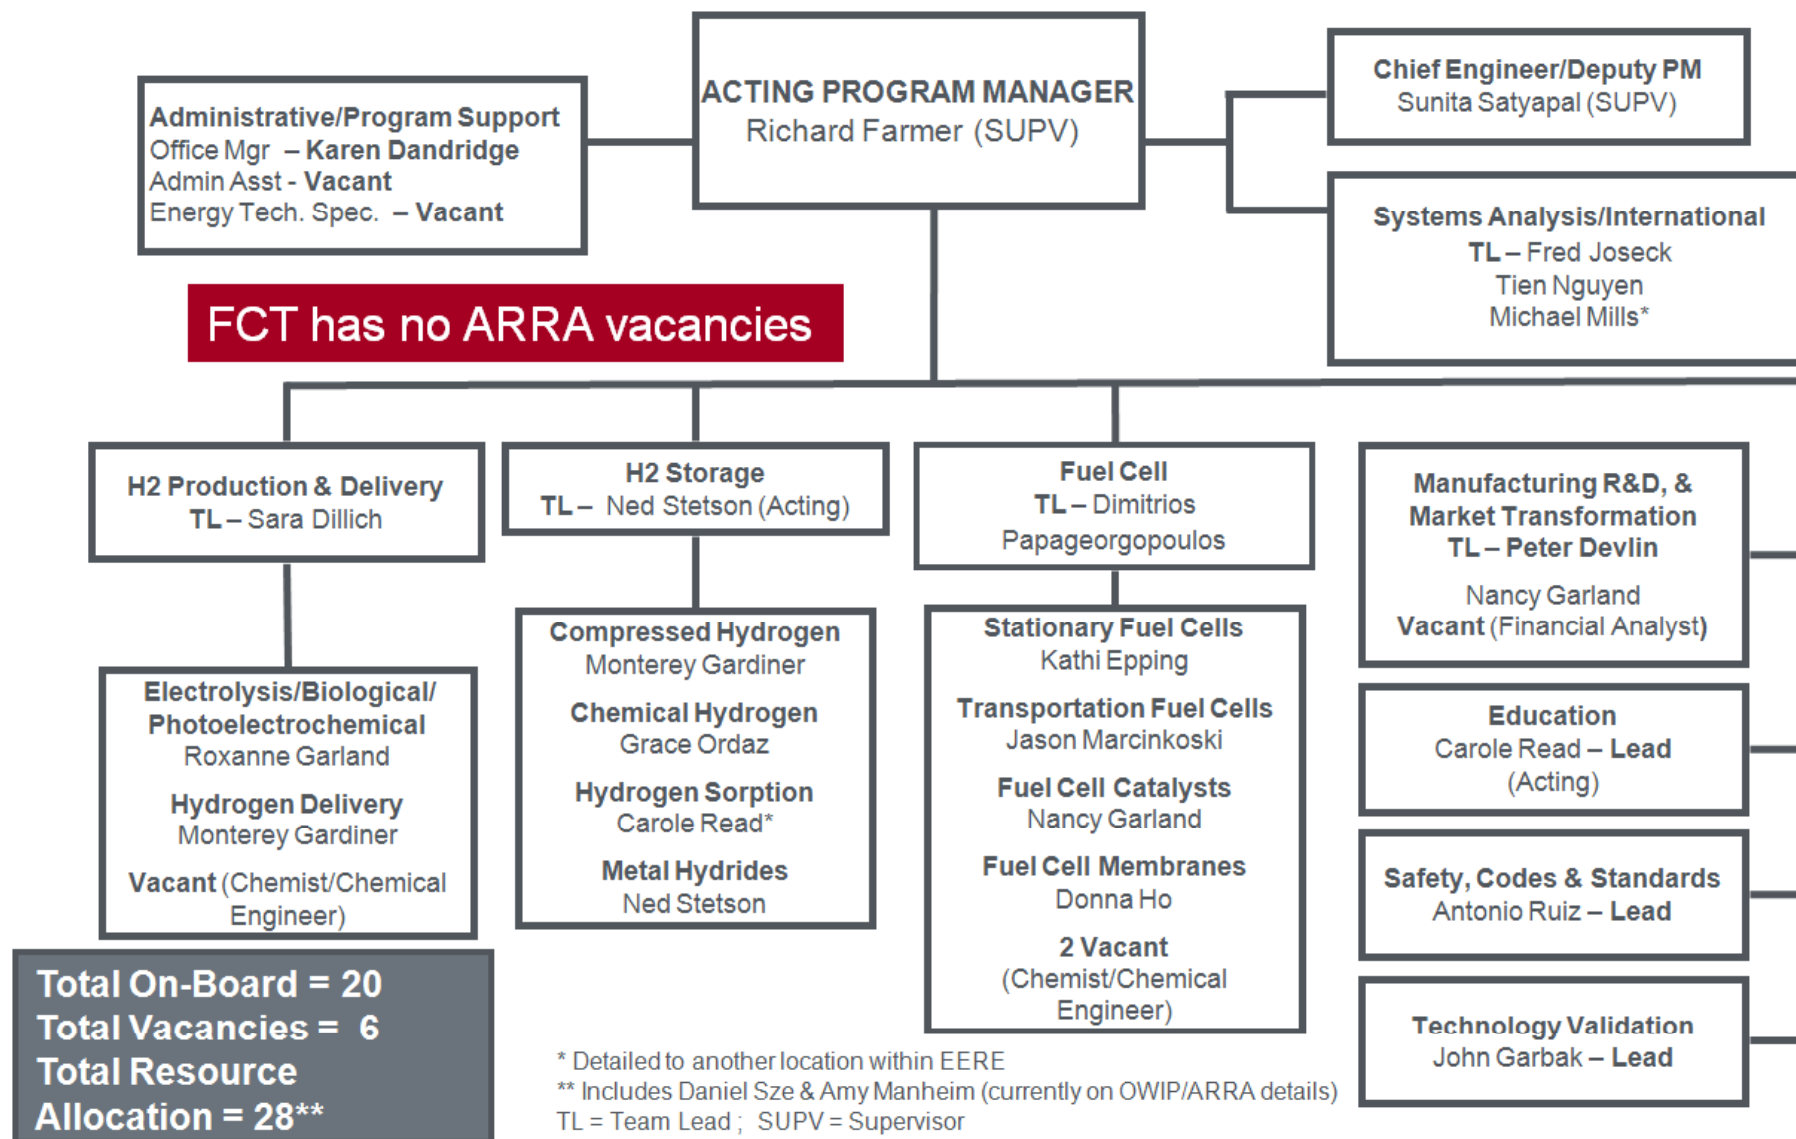 ACTING PROGRAM MANAGER
Richard Farmer (SUPV)
Administrative/Program Support
Office Mgr – Karen Dandridge
Admin Asst - Vacant
Energy Tech. Spec. – Vacant
Chief Engineer/Deputy PM
Sunita Satyapal (SUPV)
Systems Analysis/International
TL – Fred Joseck
Tien Nguyen
Michael Mills*
FCT has no ARRA vacancies
H2 Production & Delivery
TL – Sara Dillich
Electrolysis/Biological/
Photoelectrochemical
Roxanne Garland
Hydrogen Delivery
Monterey Gardiner
Vacant (Chemist/Chemical
Engineer)
H2 Storage
TL – Ned Stetson (Acting)
Compressed Hydrogen
Monterey Gardiner
Chemical Hydrogen
Grace Ordaz
Hydrogen Sorption
Carole Read*
Metal Hydrides
Ned Stetson
Fuel Cell
TL – Dimitrios
Papageorgopoulos
Stationary Fuel Cells
Kathi Epping
Transportation Fuel Cells
Jason Marcinkoski
Fuel Cell Catalysts
Nancy Garland
Fuel Cell Membranes
Donna Ho
2 Vacant
(Chemist/Chemical
Engineer)
Manufacturing R&D, &
Market Transformation
TL – Peter Devlin
Nancy Garland
Vacant (Financial Analyst)
Education
Carole Read – Lead
(Acting)
Safety, Codes & Standards
Antonio Ruiz – Lead
Technology Validation
John Garbak – Lead
Total On-Board = 20
Total Vacancies = 6
Total Resource
Allocation = 28**
* Detailed to another location within EERE
** Includes Daniel Sze & Amy Manheim (currently on OWIP/ARRA details)
TL = Team Lead ; SUPV = Supervisor